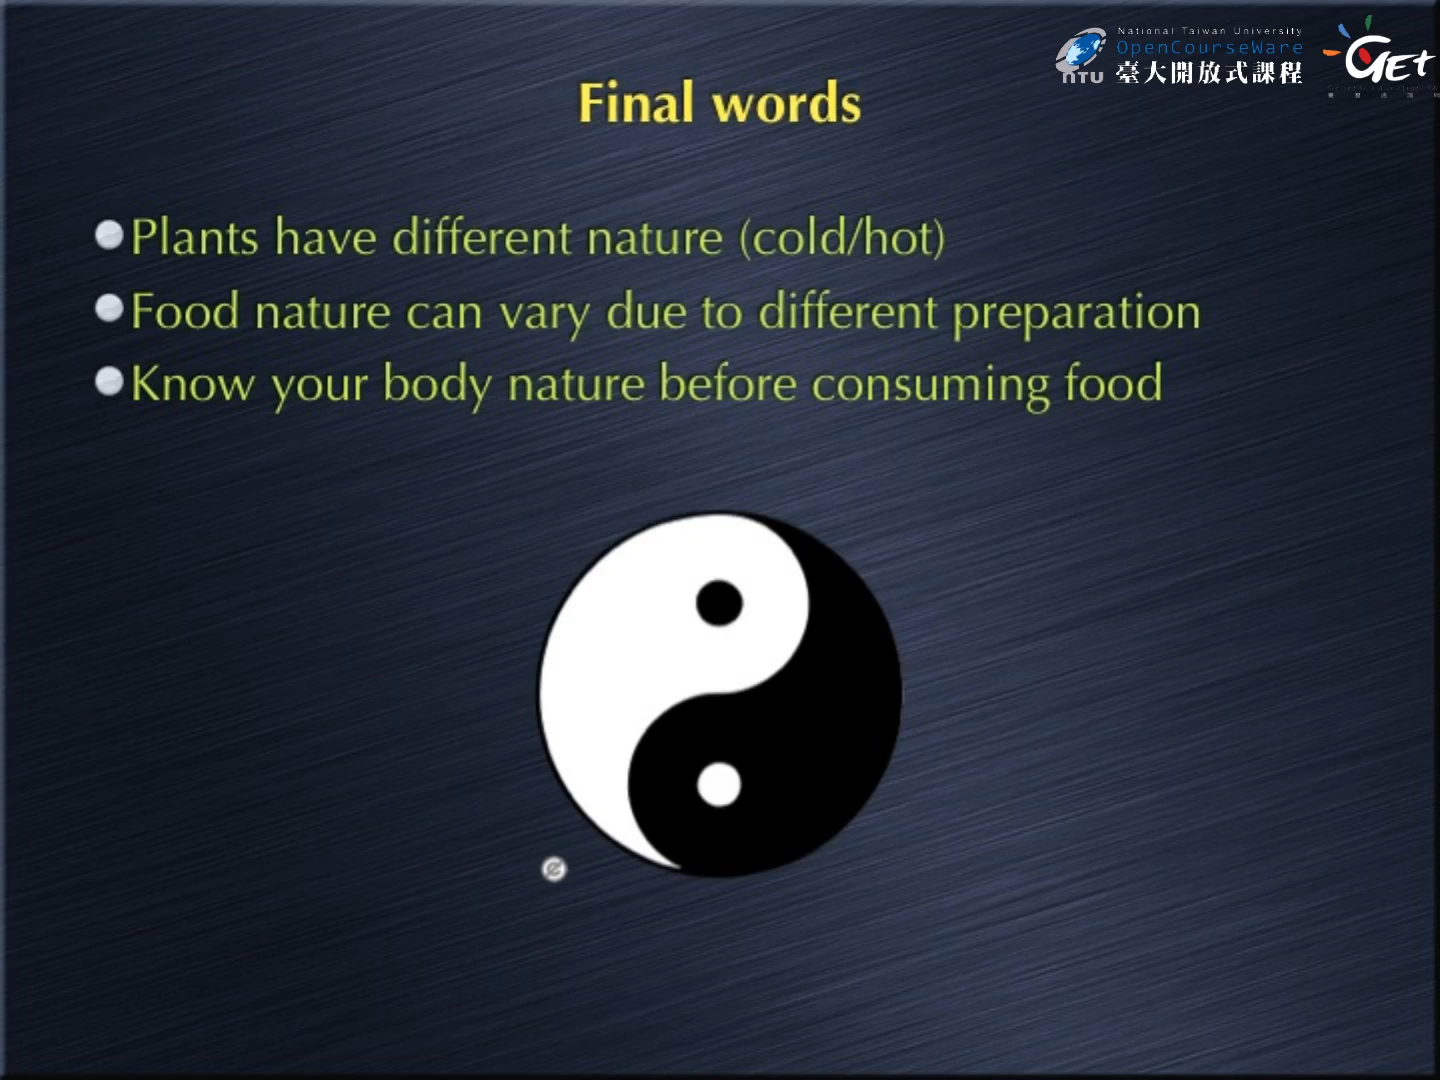 National Taiwan University
OpenCourseWare
NTU 臺大開放式課程
GEt
Final words
Plants have different nature (cold/hot)
Food nature can vary due to different preparation
Know your body nature before consuming food